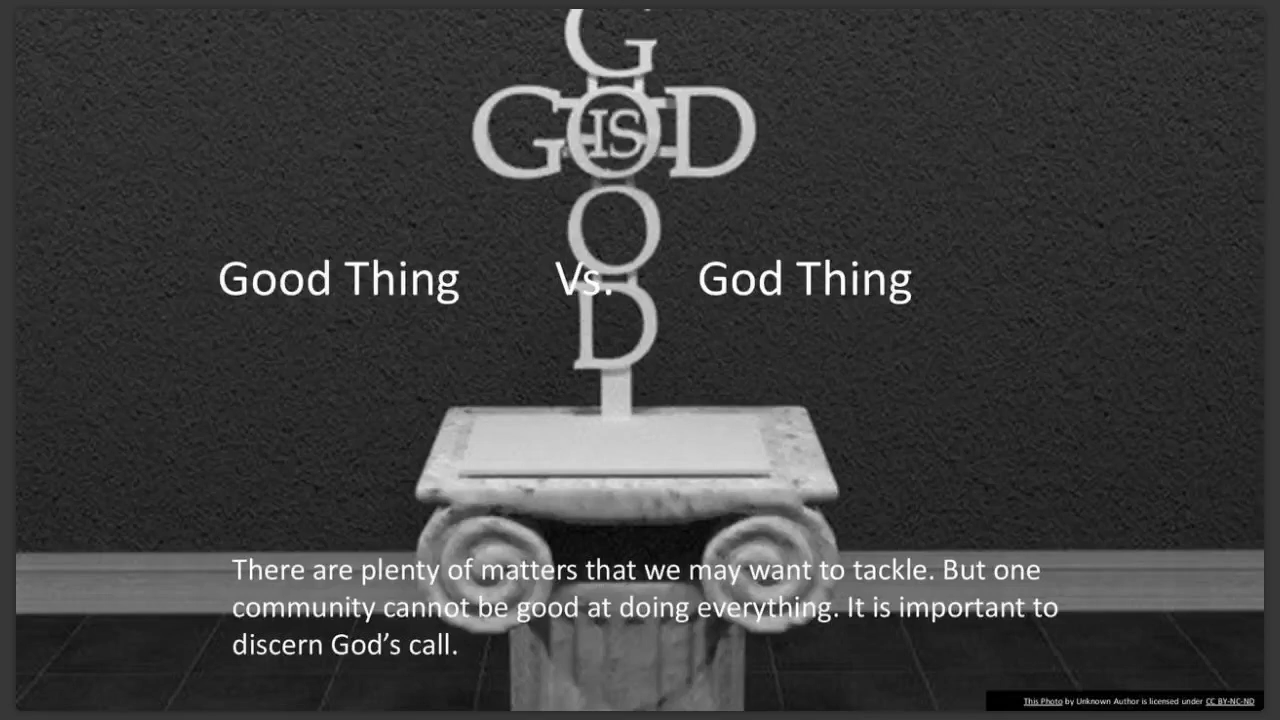 G
GOD
IS
O
D
Good Thing Vs. God Thing
There are plenty of matters that we may want to tackle. But one
community cannot be good at doing everything. It is important to
discern God’s call.
This Photo by Unknown Author is licensed under CC BY-NC-ND